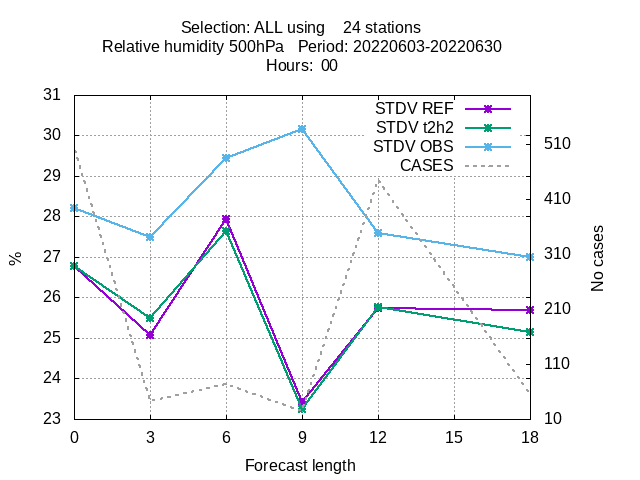 Selection: ALL using    24 stations
Relative humidity 500hPa   Period: 20220603-20220630
Hours:  00
STDV REF
STDV t2h2
STDV OBS
CASES
31
30
29
28
27
26
25
24
23
%
510
410
310
210
110
10
No cases
0 3 6 9 12 15 18
Forecast length